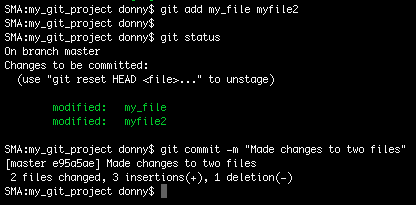 SMA:my_git_project donny$ git add my_file myfile2
SMA:my_git_project donny$
SMA:my_git_project donny$ git status
On branch master
Changes to be committed:
  (use "git reset HEAD <file>..." to unstage)

        modified:   my_file
        modified:   myfile2

SMA:my_git_project donny$ git commit -m "Made changes to two files"
[master e95a5ae] Made changes to two files
 2 files changed, 3 insertions(+), 1 deletion(-)
SMA:my_git_project donny$